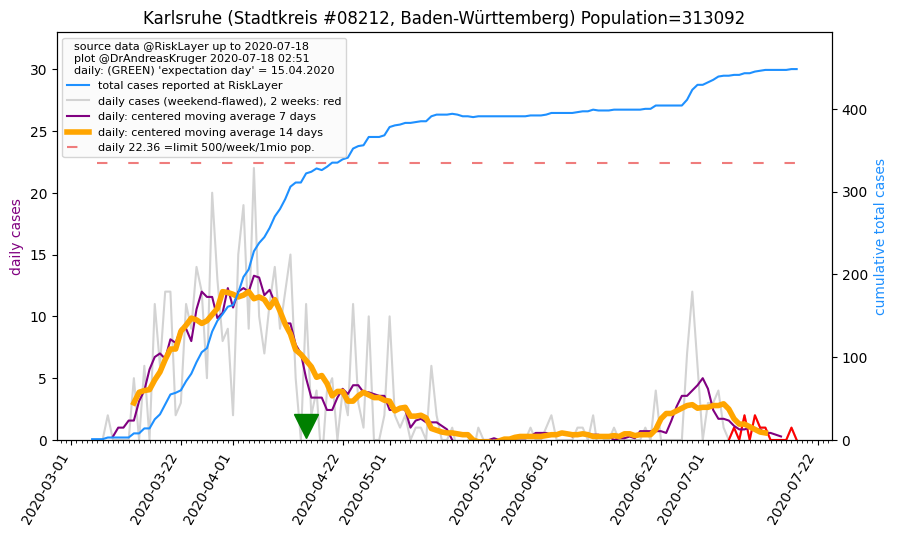 Karlsruhe (Stadtkreis #08212, Baden-Württemberg) Population=313092
source data @RiskLayer up to 2020-07-18
plot @DrAndreasKruger 2020-07-18 02:51
daily: (GREEN) 'expectation day' = 15.04.2020
total cases reported at RiskLayer
daily cases (weekend-flawed), 2 weeks: red
daily: centered moving average 7 days
daily: centered moving average 14 days
daily 22.36 =limit 500/week/1mio pop.
daily cases
30
25
20
15
10
5
0
cumulative total cases
400
300
200
100
0
2020-03-01
2020-03-22
2020-04-01
2020-04-22
2020-05-01
2020-05-22
2020-06-01
2020-06-22
2020-07-01
2020-07-22